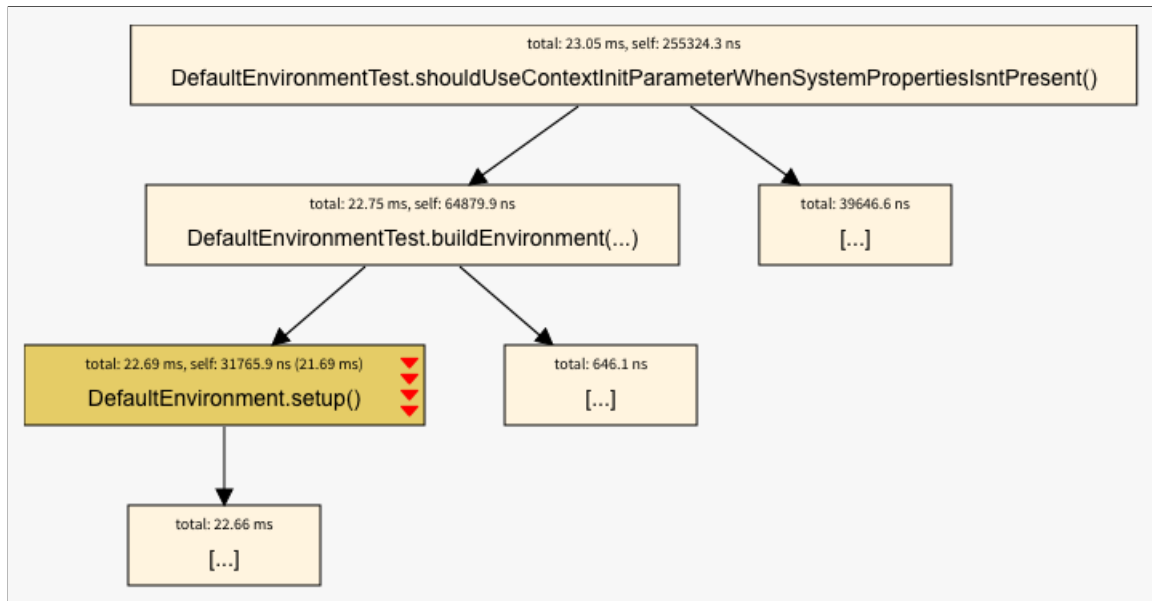 total: 23.05 ms, self: 255324.3 ns
DefaultEnvironmentTest.shouldUseContextInitParameterWhenSystemPropertiesIsntPresent()
total: 22.75 ms, self: 64879.9 ns
DefaultEnvironmentTest.buildEnvironment(...)
total: 39646.6 ns
[...]
total: 22.69 ms, self: 31765.9 ns (21.69 ms)
DefaultEnvironment.setup()
total: 646.1 ns
[...]
total: 22.66 ms
[...]